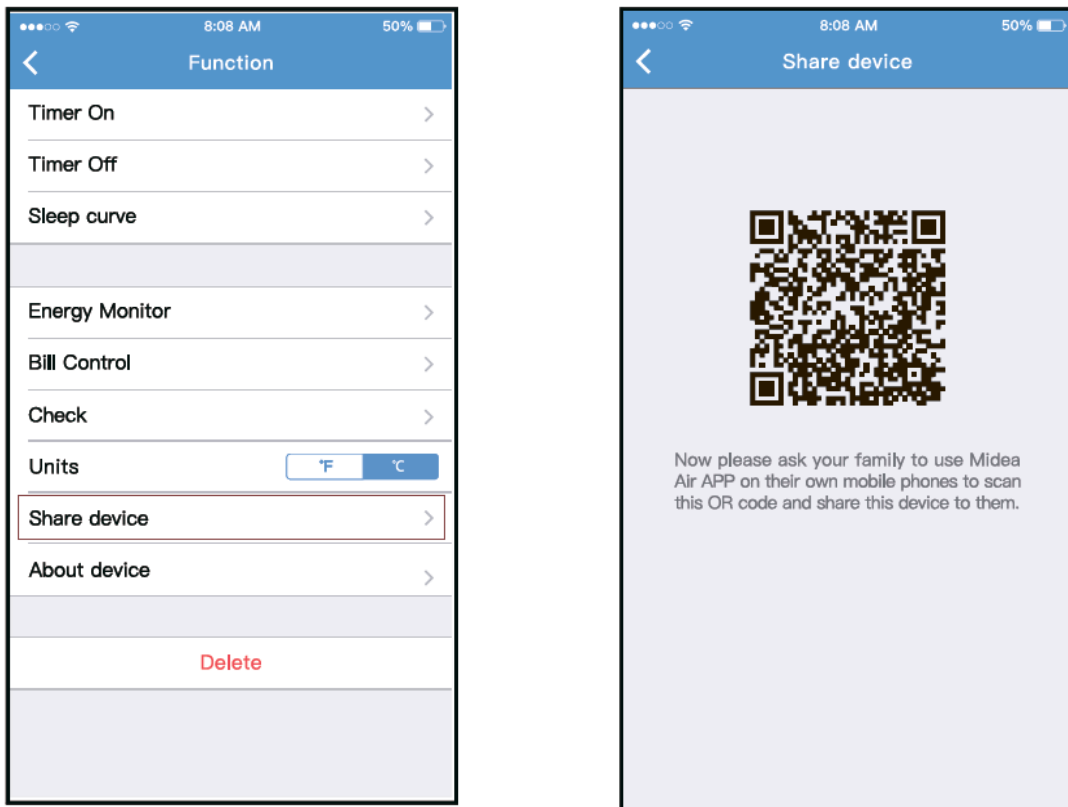 8:08 AM
50%
Function
Timer On
Timer Off
Sleep curve
Energy Monitor
Bill Control
Check
Units
°F
°C
Share device
About device
Delete
8:08 AM
50%
Share device
Now please ask your family to use Midea
Air APP on their own mobile phones to scan
this OR code and share this device to them.